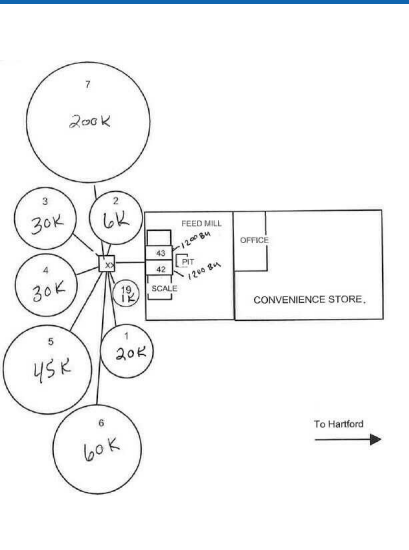 7
200K
3
30K
2
6K
FEED MILL
1200 BU
43
PIT
42
1200 BU
SCALE
OFFICE
CONVENIENCE STORE,
XX
4
30K
19
1K
5
45K
1
20K
6
60K
To Hartford